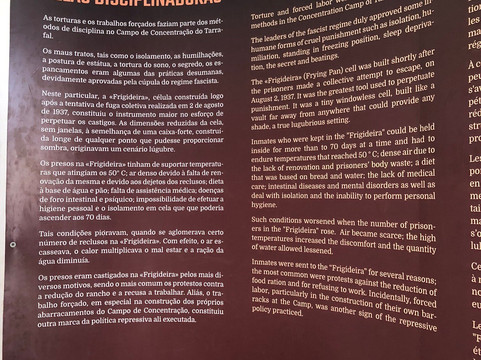 DISCIPLINADORAS
As torturas e os trabalhos forçados faziam parte dos mé-
todos de disciplina no Campo de Concentração do Tarra-
fal.
Os maus tratos, tais como o isolamento, as humilhações,
a postura de estátua, a tortura do sono, o segredo, os es-
pancamentos eram algumas das práticas desumanas,
devidamente aprovadas pela cúpula do regime fascista.
Neste particular, a «Frigideira», célula construída logo
após a tentativa de fuga coletiva realizada em 2 de agosto
de 1937, constituiu o instrumento maior no esforço de
perpetuar os castigos. As dimensões reduzidas da cela,
sem janelas, à semelhança de uma caixa-forte, construí-
da longe de qualquer ponto que pudesse proporcionar
sombra, originavam um cenário lúgubre.
Os presos na «Frigideira» tinham de suportar temperatu-
ras que atingiam os 50° C; ar denso devido à falta de reno-
vação da mesma e devido aos dejetos dos reclusos; dieta
à base de água e pão; falta de assistência médica; doenças
de foro intestinal e psíquico; impossibilidade de efetuar a
higiene pessoal e o isolamento em cela que que poderia
ascender aos 70 dias.
Tais condições pioravam, quando se aglomerava certo
número de reclusos na «Frigideira». Com efeito, o ar es-
casseava, o calor multiplicava o mal estar e a ração da
água diminuía.
Os presos eram castigados na «Frigideira» pelos mais di-
versos motivos, sendo o mais comum os protestos contra
a redução do rancho e a recusa a trabalhar. Aliás, o tra-
balho forçado, em especial na construção dos próprios
abarracamentos do Campo de Concentração, constituiu
outra marca da política repressiva ali executada.
Torture and forced labor
methods in the Concentration Camp of
The leaders of the fascist regime duly approved some in-
humane forms of cruel punishment such as isolation, hu-
miliation, standing in freezing position, sleep depriva-
tion, the secret and beatings.
The «Frigideira» (Frying Pan) cell was built shortly after
the prisoners made a collective attempt to escape, on
August 2, 1937. It was the greatest tool used to perpetuate
punishment. It was a tiny windowless cell, built like a
vault far away from anywhere that could provide any
shade, a true lugubrious setting.
Inmates who were kept in the "Frigideira" could be held
inside for more than to 70 days at a time and had to
endure temperatures that reached 50 ° C; dense air due to
the lack of renovation and prisoners' body waste; a diet
that was based on bread and water; the lack of medical
care; intestinal diseases and mental disorders as well as
deal with isolation and the inability to perform personal
hygiene.
Such conditions worsened when the number of prison-
ers in the "Frigideira" rose. Air became scarce; the high
temperatures increased the discomfort and the quantity
of water allowed lessened.
Inmates were sent to the "Frigideira" for several reasons;
the most common were protests against the reduction of
food ration and for refusing to work. Incidentally, forced
labor, particularly in the construction of their own bar-
racks at the Camp, was another sign of the repressive
policy practiced.